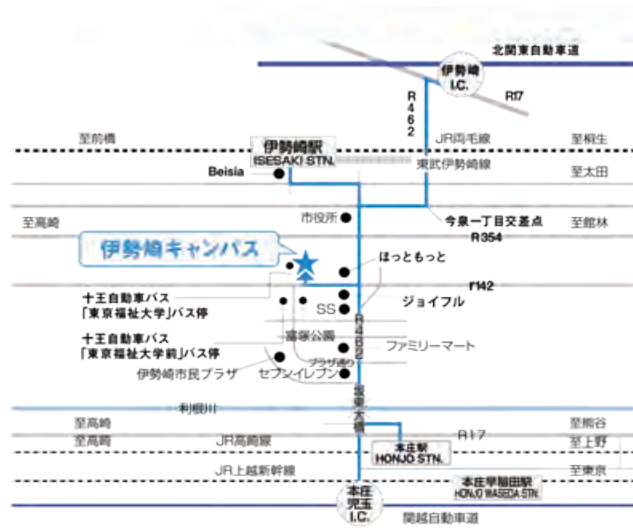 北関東自動車道
伊勢崎
I.C.
R17
R462
至前橋
JR両毛線
至桐生
伊勢崎駅
ISESAKI STN.
東武伊勢崎線
Beisia
至太田
市役所
今泉一丁目交差点
至高崎
至館林
R354
伊勢崎キャンパス
ほっともっと
r142
十王自動車バス
「東京福祉大学」バス停
ジョイフル
SS
R462
十王自動車バス
「東京福祉大学前」バス停
富塚公園
ファミリーマート
プラザ通り
伊勢崎市民プラザ
セブンイレブン
坂東大橋
利根川
至高崎
至熊谷
至高崎
JR高崎線
R17
至上野
本庄駅
HONJO STN.
JR上越新幹線
至東京
本庄早稲田駅
HONJO WASEDA STN.
本庄
児玉
I.C.
関越自動車道